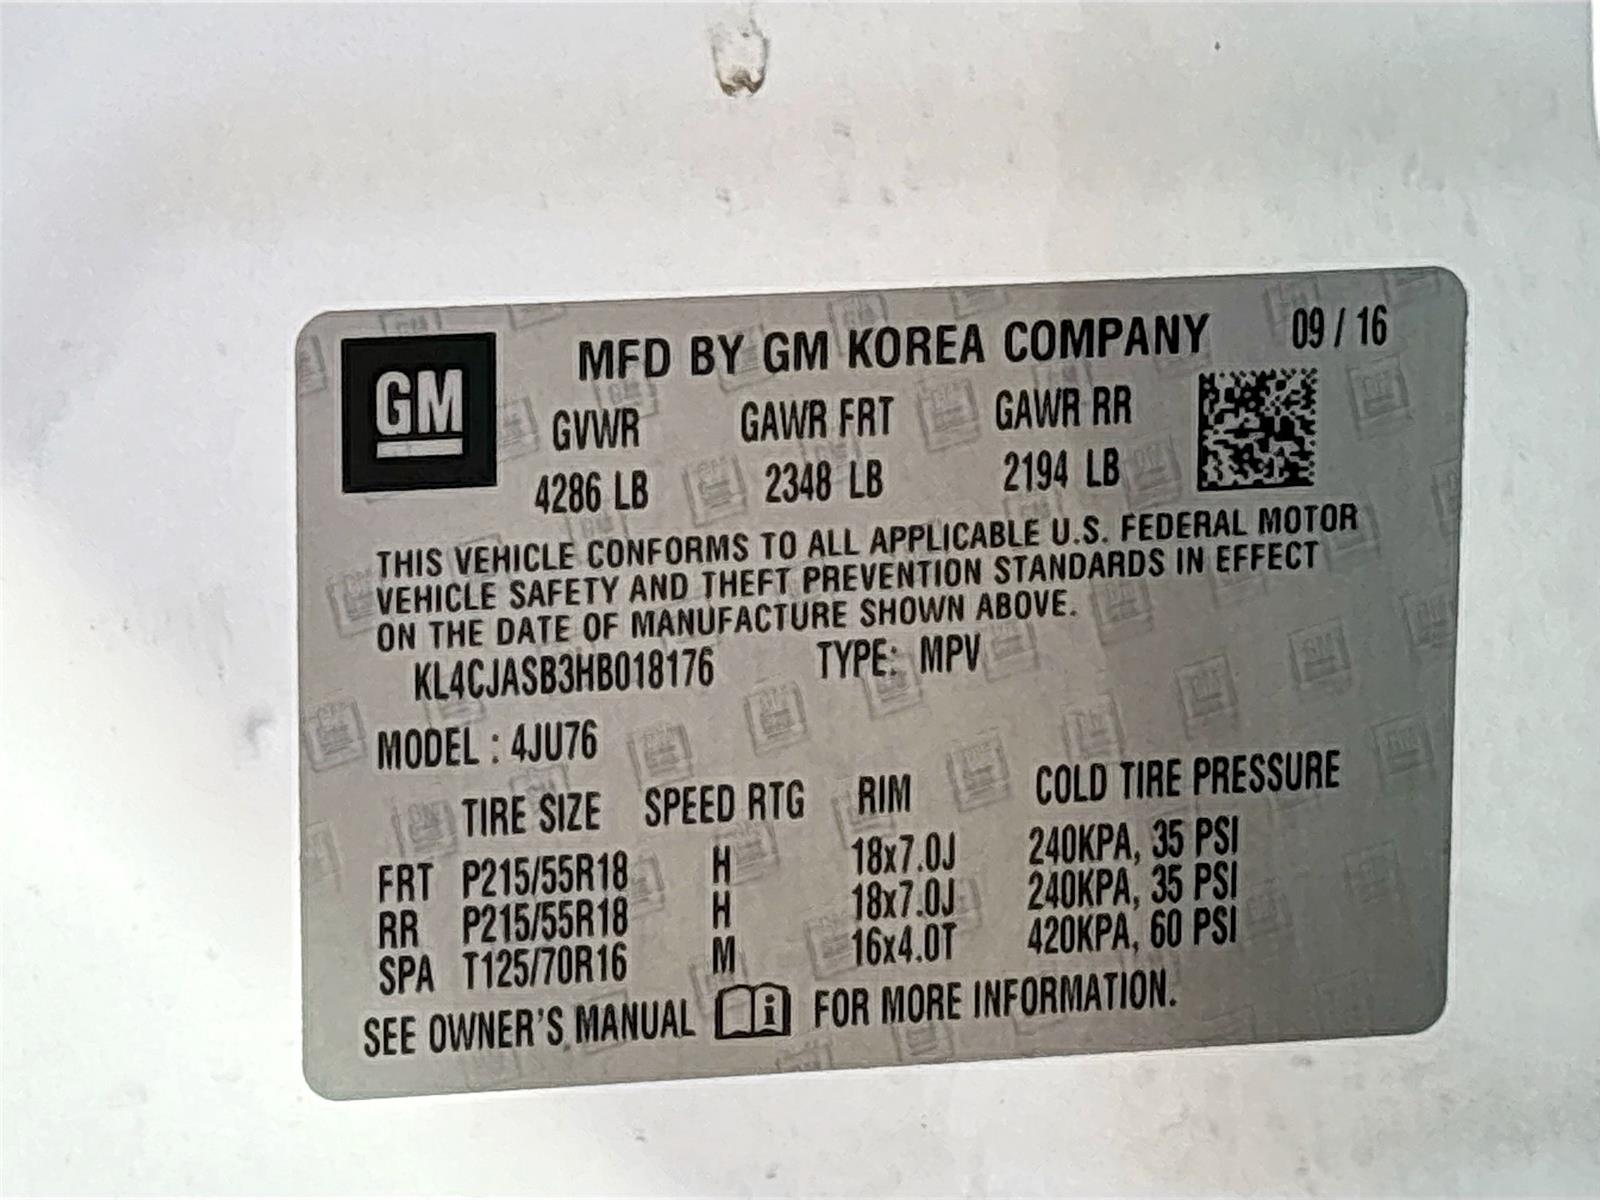 GM
MFD BY GM KOREA COMPANY 09 / 16
GVWR GAWR FRT GAWR RR
4286 LB 2348 LB 2194 LB
THIS VEHICLE CONFORMS TO ALL APPLICABLE U.S. FEDERAL MOTOR
VEHICLE SAFETY AND THEFT PREVENTION STANDARDS IN EFFECT
ON THE DATE OF MANUFACTURE SHOWN ABOVE.
KL4CJASB3HB018176 TYPE: MPV
MODEL : 4JU76
TIRE SIZE SPEED RTG RIM COLD TIRE PRESSURE
FRT P215/55R18 H 18x7.0J 240KPA, 35 PSI
RR P215/55R18 H 18x7.0J 240KPA, 35 PSI
SPA T125/70R16 M 16x4.0T 420KPA, 60 PSI
SEE OWNER'S MANUAL i FOR MORE INFORMATION.